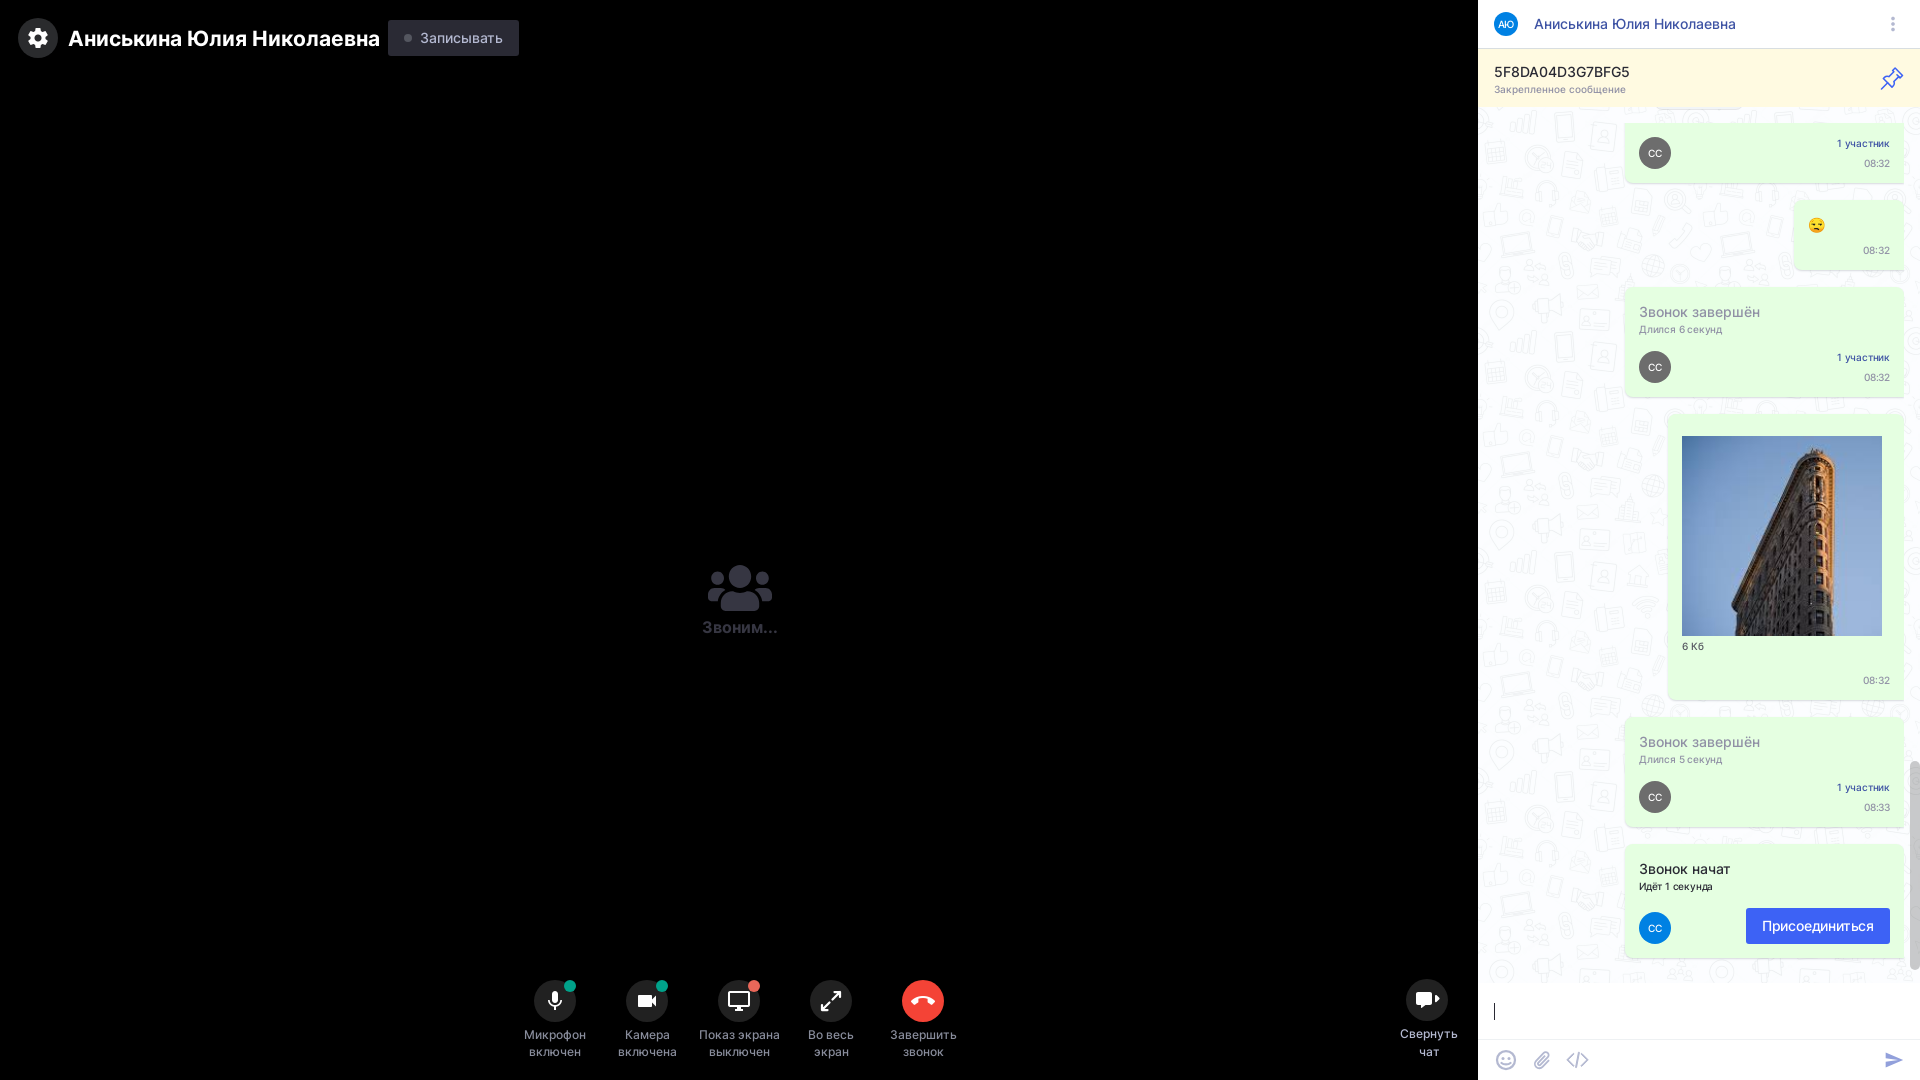 Аниськина Юлия Николаевна
Записывать
Звоним...
Микрофон включен
Камера включена
Показ экрана выключен
Во весь экран
Завершить звонок
Свернуть чат
АЮ
Аниськина Юлия Николаевна
5F8DA04D3G7BFG5
Закрепленное сообщение
СС
1 участник
08:32
08:32
Звонок завершён
Длился 6 секунд
СС
1 участник
08:32
6 Кб
08:32
Звонок завершён
Длился 5 секунд
СС
1 участник
08:33
Звонок начат
Идёт 1 секунда
СС
Присоединиться